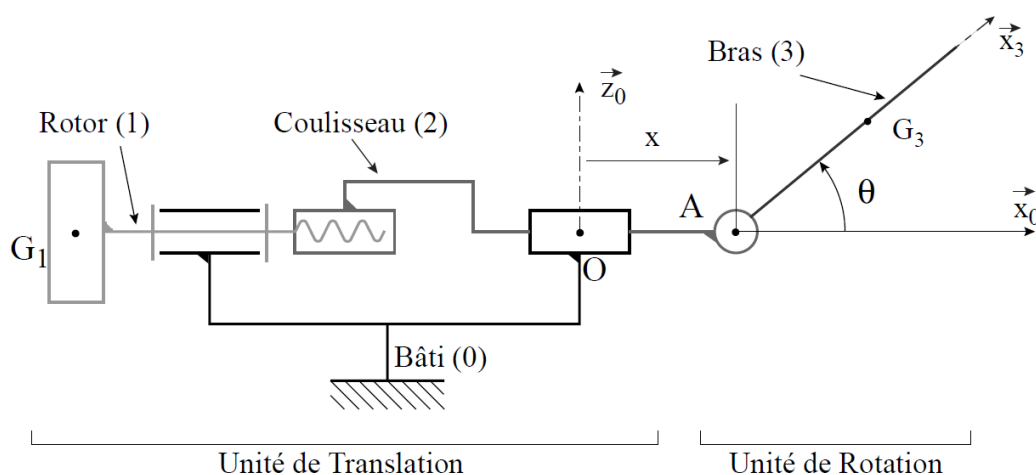 Bras (3)
x₃
z₀
Rotor (1)
Coulisseau (2)
x
G₃
A
θ
x₀
G₁
O
Bâti (0)
Unité de Translation
Unité de Rotation